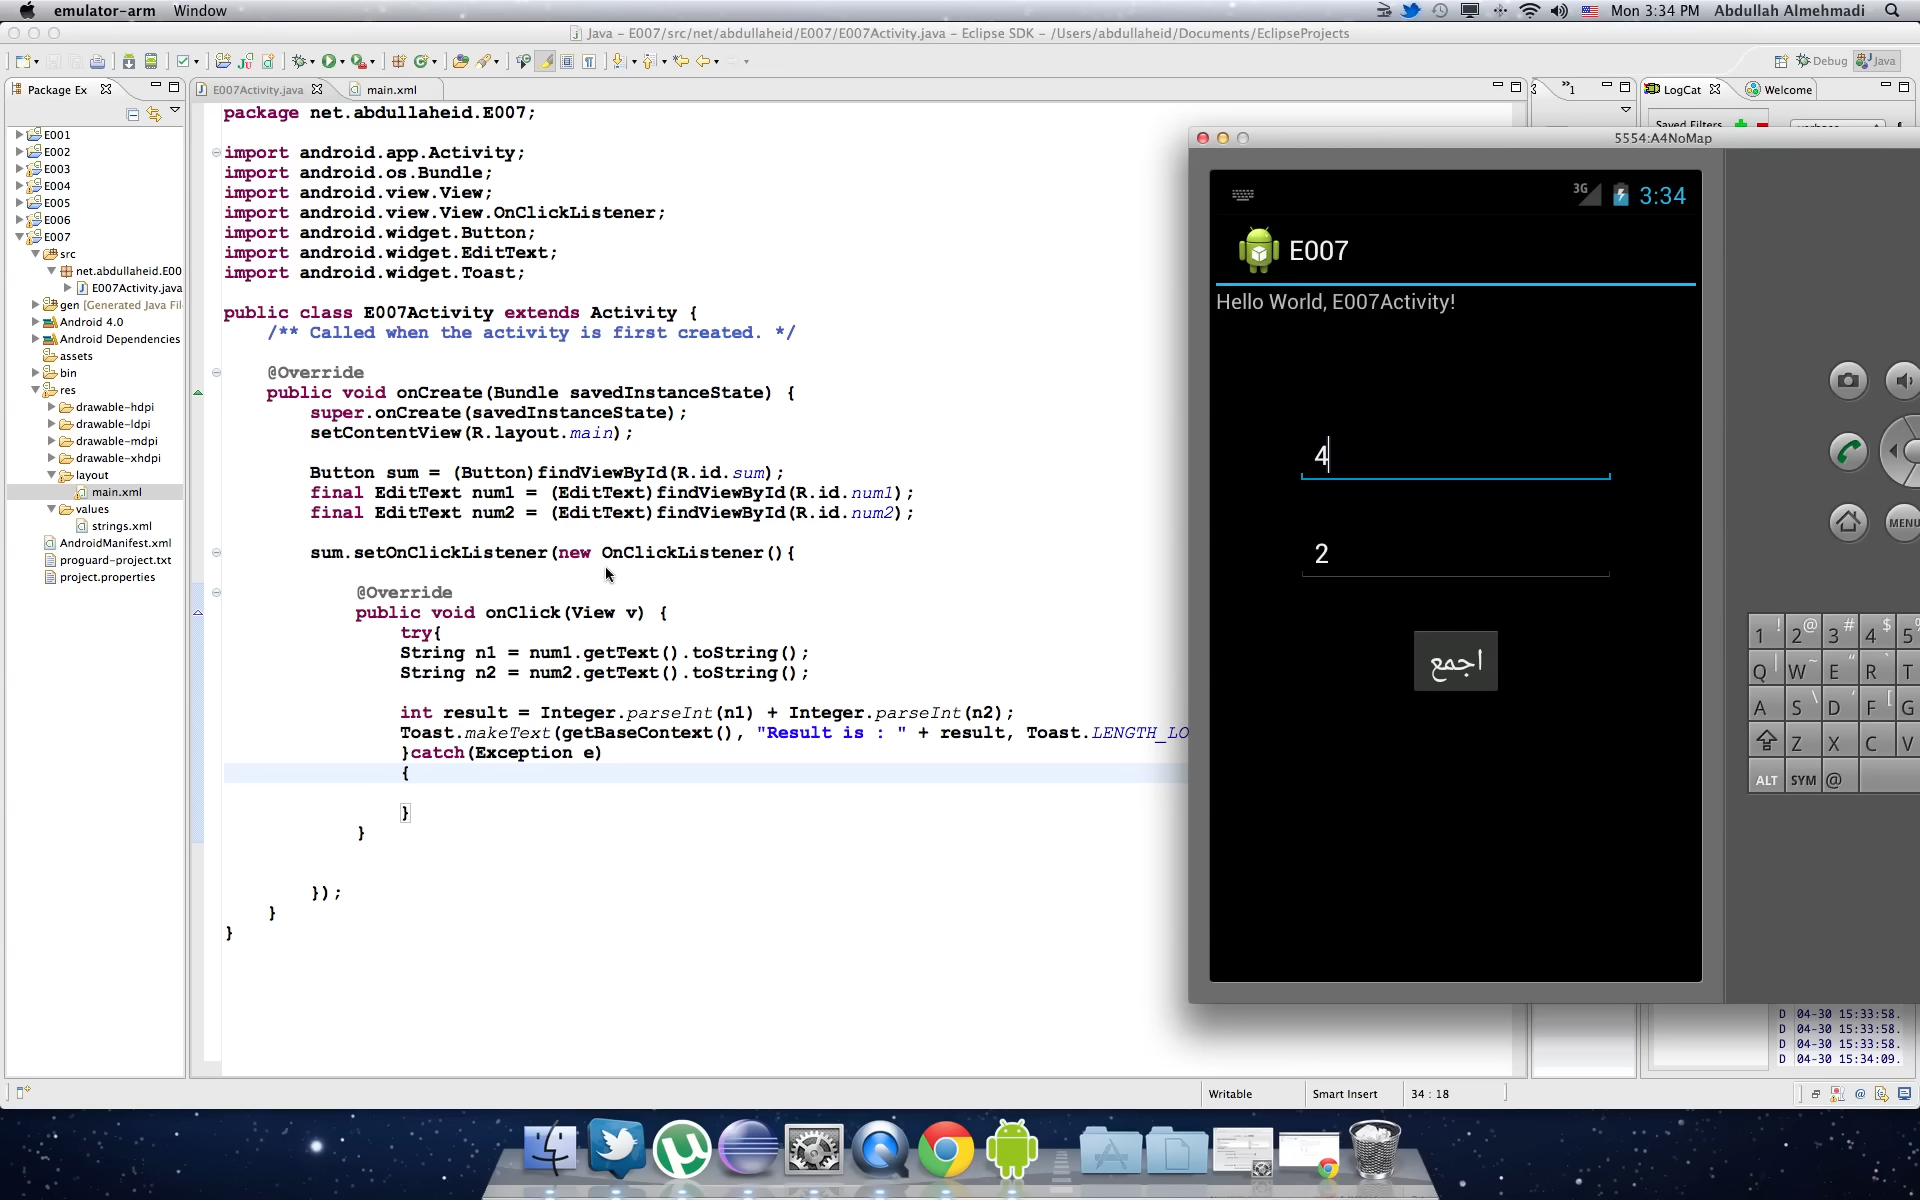 emulator-arm Window
Mon 3:34 PM Abdullah Almehmadi
Java – E007/src/net/abdullaheid/E007/E007Activity.java – Eclipse SDK – /Users/abdullaheid/Documents/EclipseProjects
Debug Java
Package Ex
E001
E002
E003
E004
E005
E006
E007
src
net.abdullaheid.E00
E007Activity.java
gen [Generated Java Fil
Android 4.0
Android Dependencies
assets
bin
res
drawable-hdpi
drawable-ldpi
drawable-mdpi
drawable-xhdpi
layout
main.xml
values
strings.xml
AndroidManifest.xml
proguard-project.txt
project.properties
E007Activity.java main.xml
package net.abdullaheid.E007;
import android.app.Activity;
import android.os.Bundle;
import android.view.View;
import android.view.View.OnClickListener;
import android.widget.Button;
import android.widget.EditText;
import android.widget.Toast;
public class E007Activity extends Activity {
/** Called when the activity is first created. */
@Override
public void onCreate(Bundle savedInstanceState) {
super.onCreate(savedInstanceState);
setContentView(R.layout.main);
Button sum = (Button)findViewById(R.id.sum);
final EditText num1 = (EditText)findViewById(R.id.num1);
final EditText num2 = (EditText)findViewById(R.id.num2);
sum.setOnClickListener(new OnClickListener(){
@Override
public void onClick(View v) {
try{
String n1 = num1.getText().toString();
String n2 = num2.getText().toString();
int result = Integer.parseInt(n1) + Integer.parseInt(n2);
Toast.makeText(getBaseContext(), "Result is : " + result, Toast.LENGTH_LO
}catch(Exception e)
{
}
}
});
}
}
»1
LogCat Welcome
Saved Filters
5554:A4NoMap
3G 3:34
E007
Hello World, E007Activity!
4
2
اجمع
MENU
1 ! 2 @ 3 # 4 $ 5 %
Q | W ~ E " R ` T
A S \ D ' F [ G
Z X C V
ALT SYM @
D 04-30 15:33:58.
D 04-30 15:33:58.
D 04-30 15:33:58.
D 04-30 15:34:09.
Writable Smart Insert 34 : 18